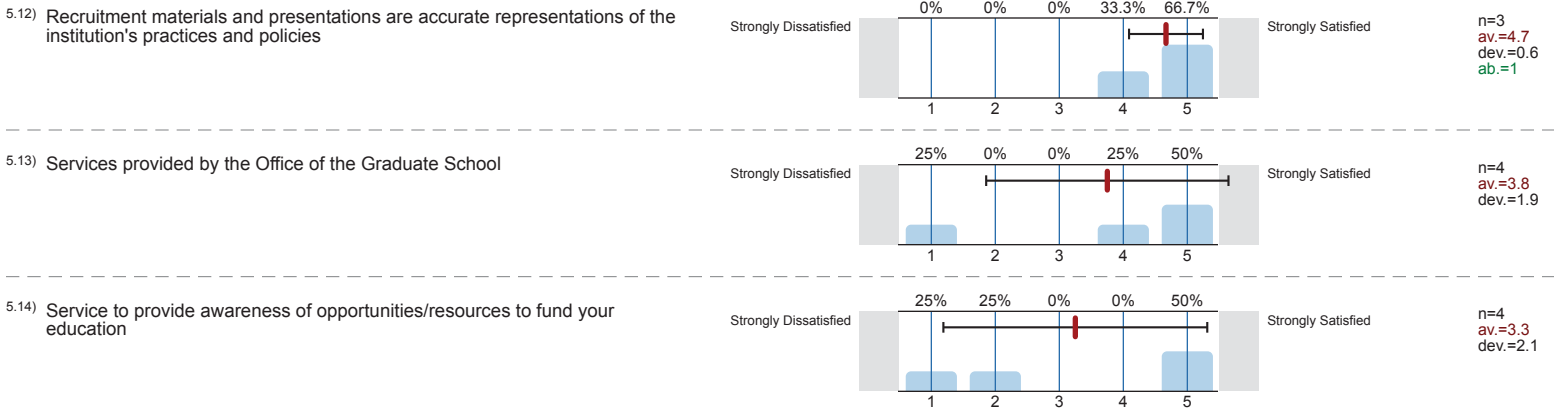 5.12) Recruitment materials and presentations are accurate representations of the
institution's practices and policies
Strongly Dissatisfied
0% 0% 0% 33.3% 66.7%
1 2 3 4 5
Strongly Satisfied
n=3
av.=4.7
dev.=0.6
ab.=1
5.13) Services provided by the Office of the Graduate School
Strongly Dissatisfied
25% 0% 0% 25% 50%
1 2 3 4 5
Strongly Satisfied
n=4
av.=3.8
dev.=1.9
5.14) Service to provide awareness of opportunities/resources to fund your
education
Strongly Dissatisfied
25% 25% 0% 0% 50%
1 2 3 4 5
Strongly Satisfied
n=4
av.=3.3
dev.=2.1